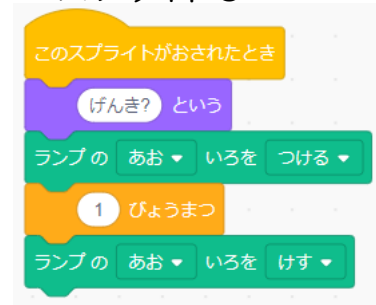 このスプライトがおされたとき
げんき? という
ランプの あお いろを つける
1 びょうまつ
ランプの あお いろを けす